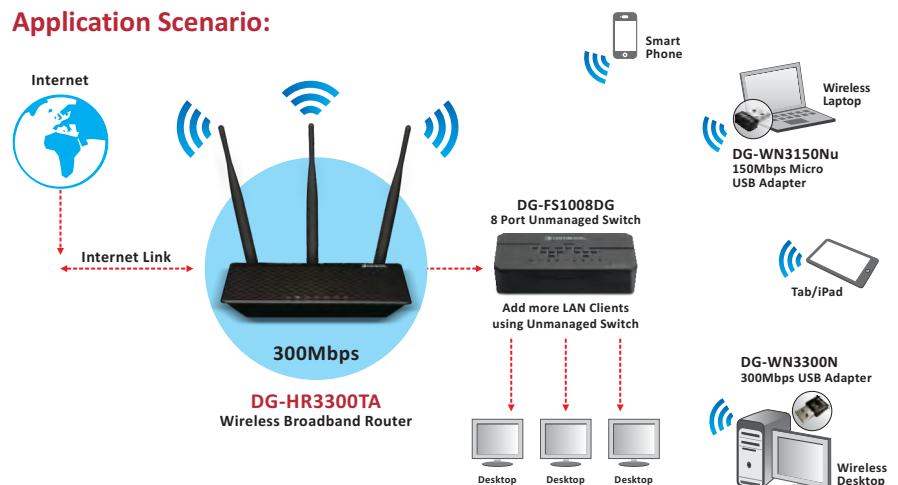 Application Scenario:
Internet
Internet Link
300Mbps
DG-HR3300TA
Wireless Broadband Router
DG-FS1008DG
8 Port Unmanaged Switch
Add more LAN Clients
using Unmanaged Switch
Desktop
Desktop
Desktop
Smart
Phone
Wireless
Laptop
DG-WN3150Nu
150Mbps Micro
USB Adapter
Tab/iPad
DG-WN3300N
300Mbps USB Adapter
Wireless
Desktop